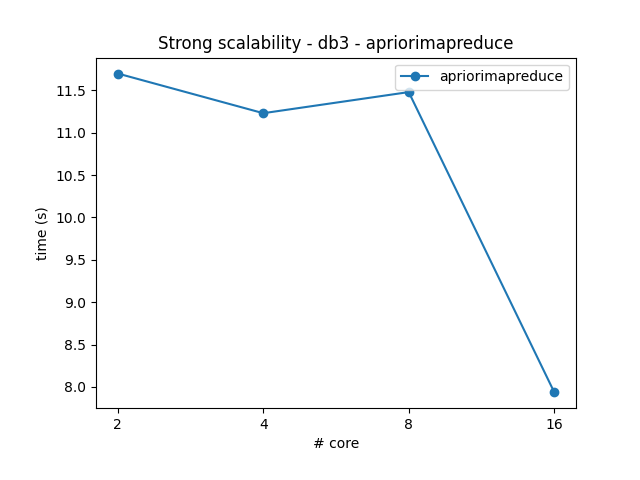 Strong scalability - db3 - apriorimapreduce
apriorimapreduce
11.5
11.0
10.5
10.0
9.5
9.0
8.5
8.0
time (s)
2 4 8 16
# core